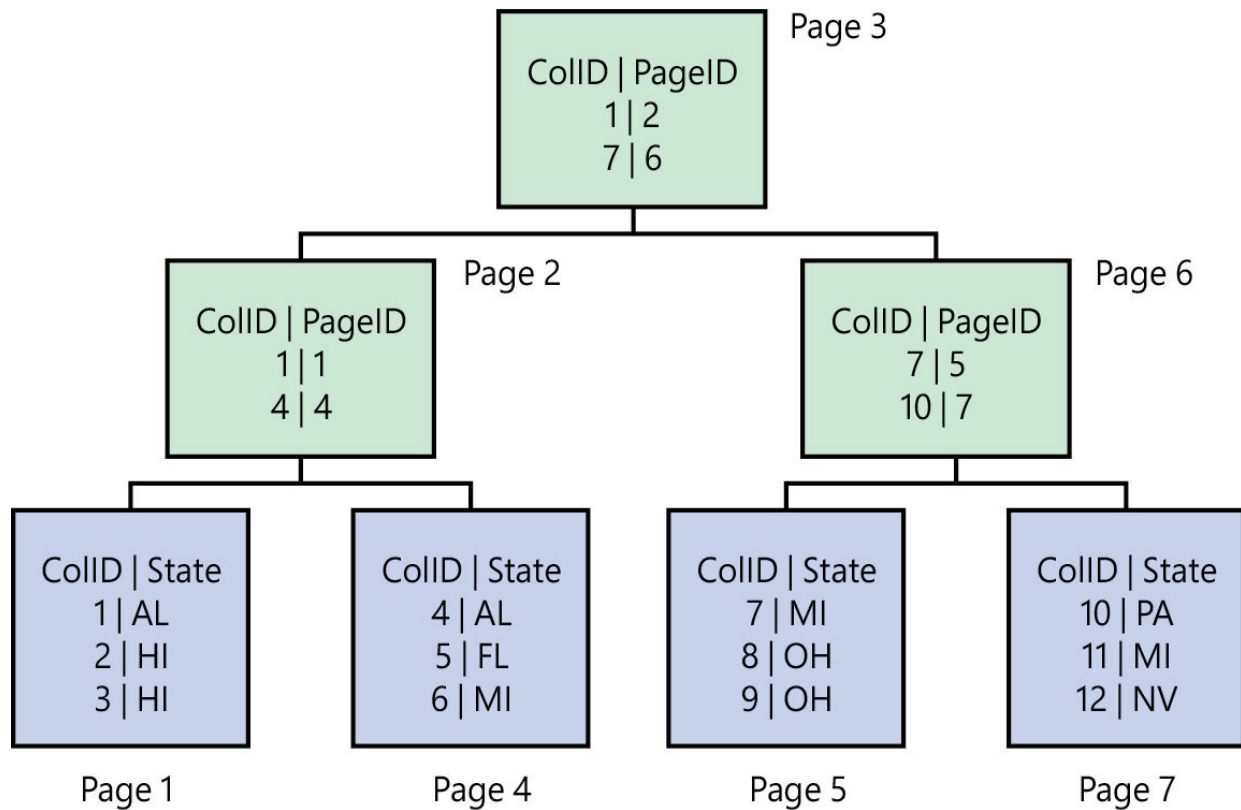 Page 3
ColID | PageID
1 | 2
7 | 6
Page 2
ColID | PageID
1 | 1
4 | 4
Page 6
ColID | PageID
7 | 5
10 | 7
ColID | State
1 | AL
2 | HI
3 | HI
Page 1
ColID | State
4 | AL
5 | FL
6 | MI
Page 4
ColID | State
7 | MI
8 | OH
9 | OH
Page 5
ColID | State
10 | PA
11 | MI
12 | NV
Page 7